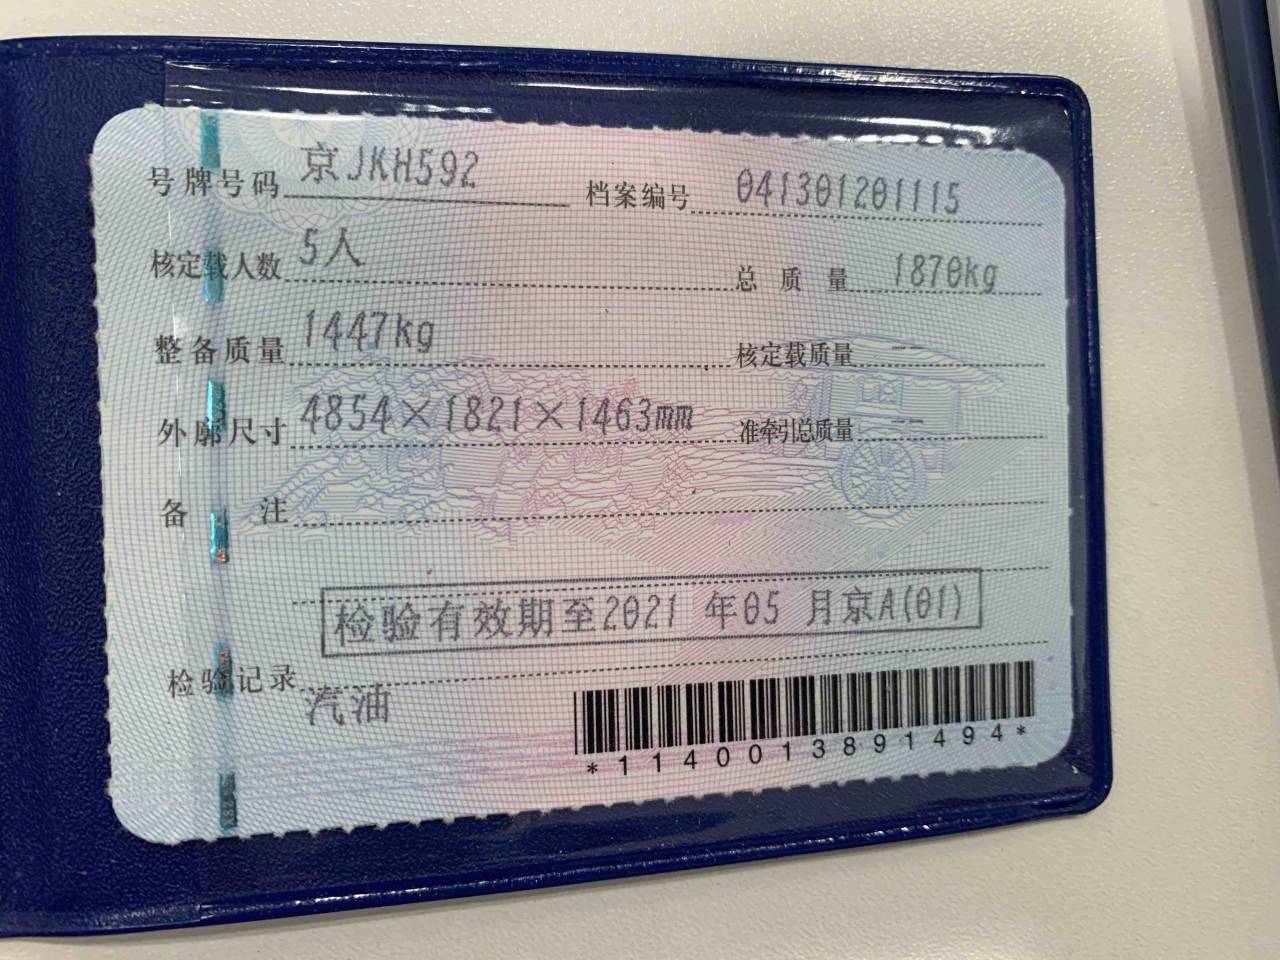 号牌号码 京JKH592 档案编号 041301201115
核定载人数 5人 总质量 1870kg
整备质量 1447kg 核定载质量 --
外廓尺寸 4854×1821×1463mm 准牵引总质量 --
备注
检验有效期至2021 年05 月京A(01)
检验记录
汽油
*1140013891494*